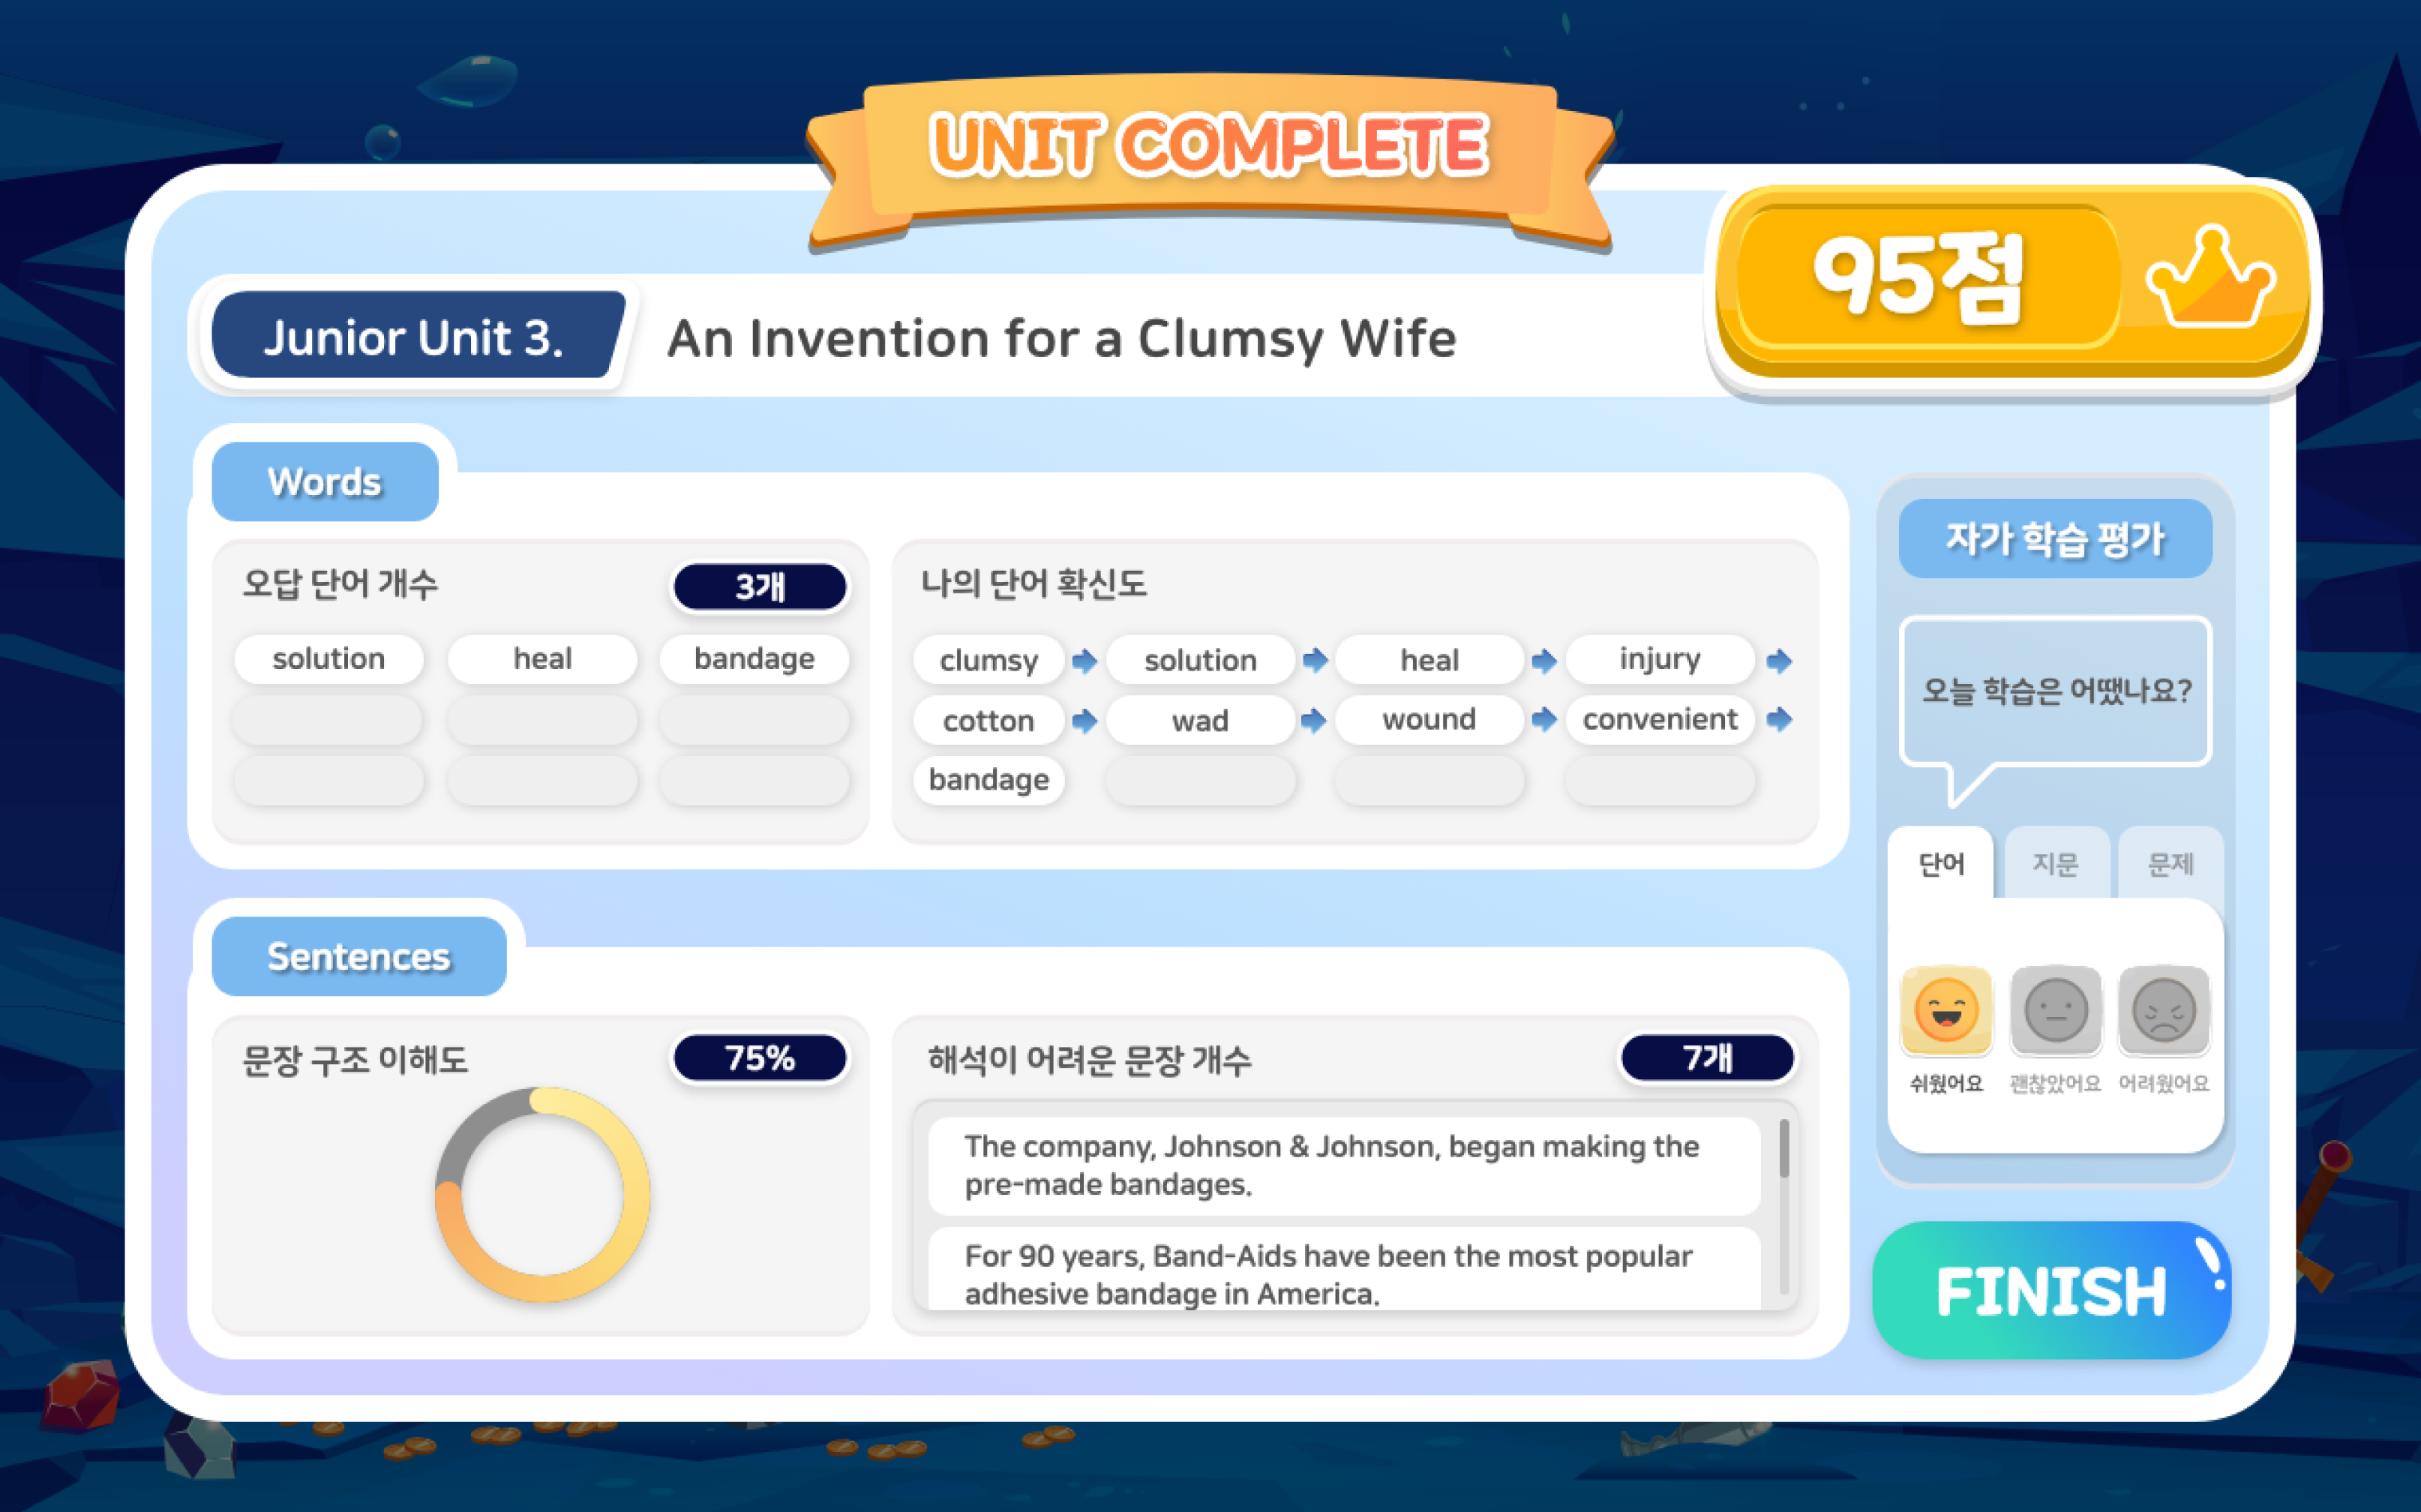 UNIT COMPLETE
95점
Junior Unit 3.
An Invention for a Clumsy Wife
Words
오답 단어 개수
3개
solution
heal
bandage
나의 단어 확신도
clumsy
solution
heal
injury
cotton
wad
wound
convenient
bandage
Sentences
문장 구조 이해도
75%
해석이 어려운 문장 개수
7개
The company, Johnson & Johnson, began making the
pre-made bandages.
For 90 years, Band-Aids have been the most popular
adhesive bandage in America.
자가 학습 평가
오늘 학습은 어땠나요?
단어
지문
문제
쉬웠어요
괜찮았어요
어려웠어요
FINISH